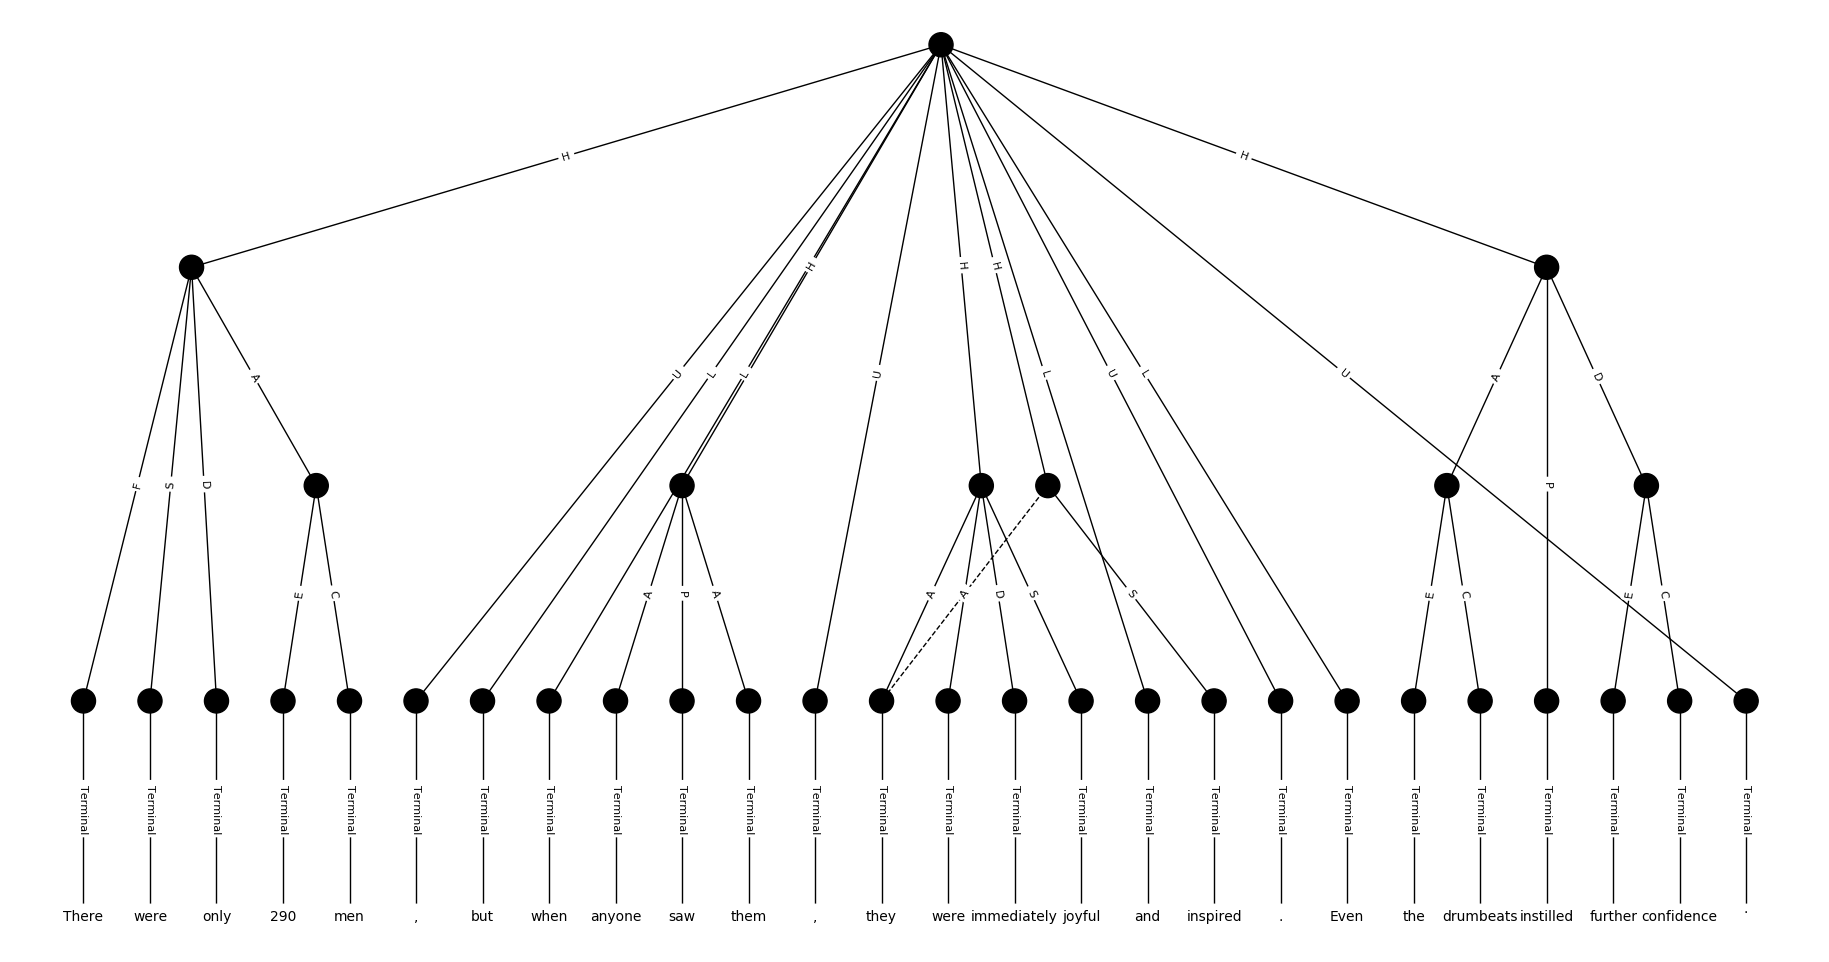 H H
H H H
A U L L U L U L U A D
F S D P
E C A P A A A D S S E C E C
Terminal Terminal Terminal Terminal Terminal Terminal Terminal Terminal Terminal Terminal Terminal Terminal Terminal Terminal Terminal Terminal Terminal Terminal Terminal Terminal Terminal Terminal Terminal Terminal Terminal Terminal
There were only 290 men , but when anyone saw them , they were immediately joyful and inspired . Even the drumbeats instilled further confidence .